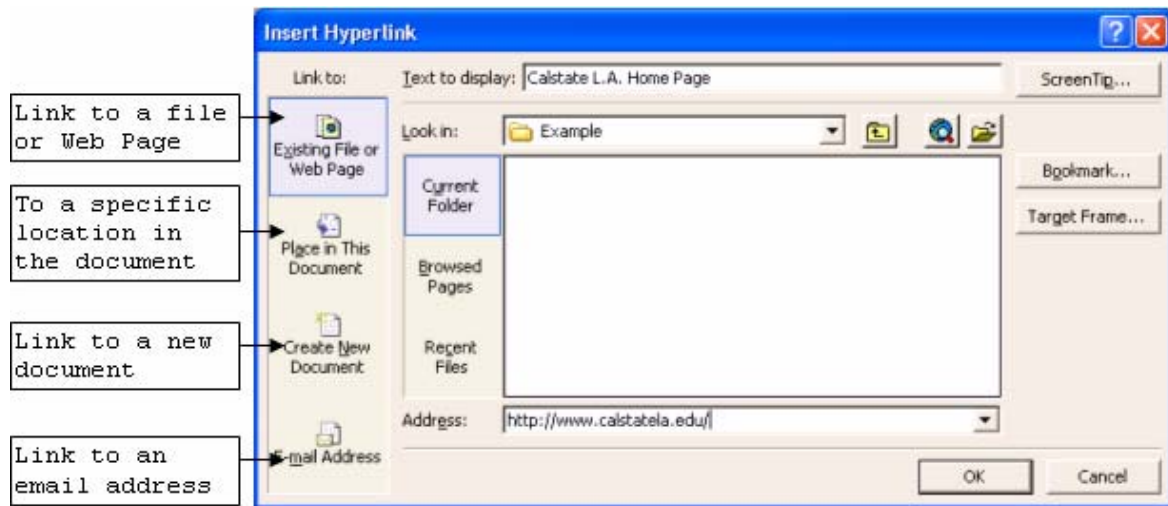 Insert Hyperlink
Link to:
Text to display: Calstate L.A. Home Page
ScreenTip...
Link to a file
or Web Page
Existing File or
Web Page
Look in:
Example
Bookmark...
Target Frame...
Current
Folder
To a specific
location in
the document
Place in This
Document
Browsed
Pages
Link to a new
document
Create New
Document
Recent
Files
Address: http://www.calstatela.edu/
Link to an
email address
E-mail Address
OK
Cancel